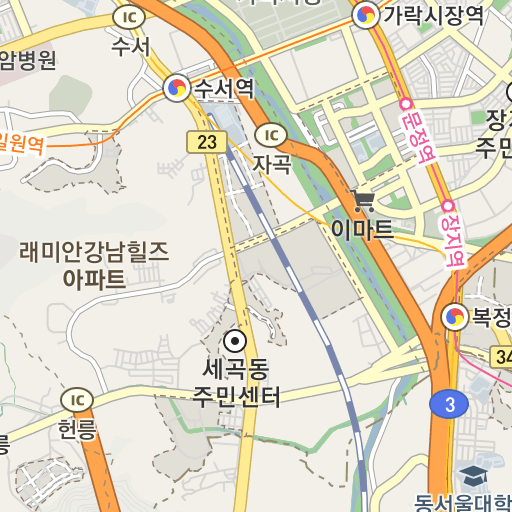 IC
가락시장역
수서
암병원
수서역
장지
주민
일원역
23
IC
문정역
자곡
이마트
장지역
래미안강남힐즈
아파트
복정
세곡동
주민센터
34
IC
3
헌릉
릉
동서울대학